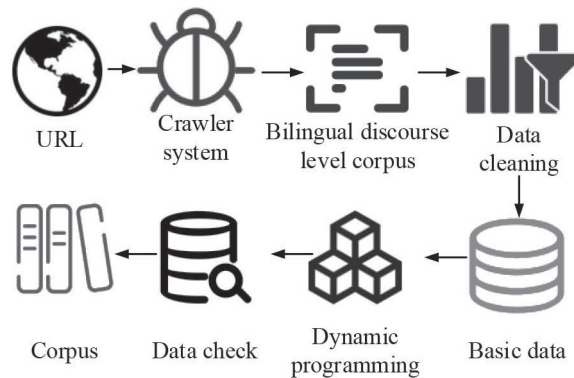 URL
Crawler
system
Bilingual discourse
level corpus
Data
cleaning
Corpus
Data check
Dynamic
programming
Basic data